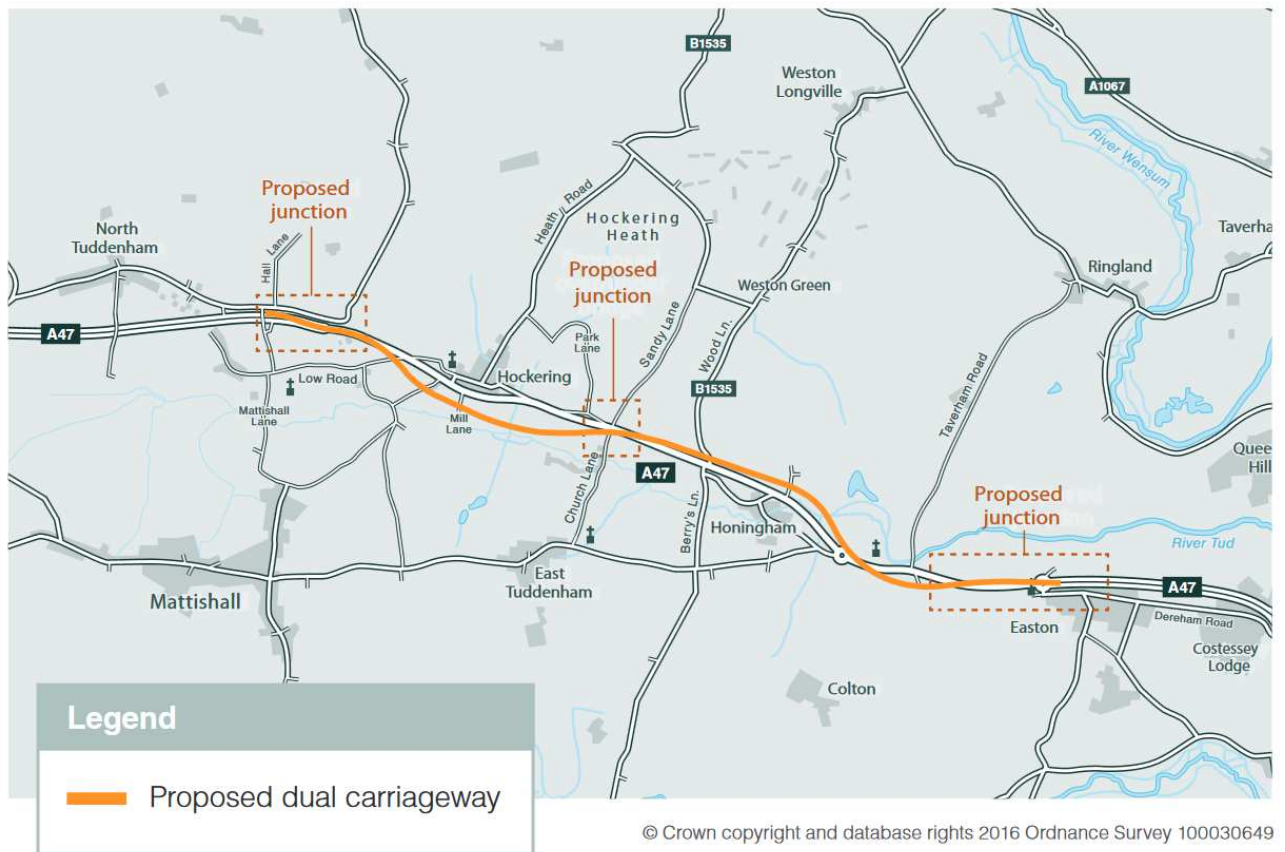 B1535
Weston
Longville
A1067
River Wensum
Proposed
junction
Heath Road
Hockering
Heath
North
Tuddenham
Hall Lane
Taverha
Proposed
junction
Ringland
Weston Green
A47
Park
Lane
Sandy Lane
Wood Ln.
Low Road
Hockering
B1535
Taverham Road
Mattishall
Lane
Mill
Lane
Quee
Hill
A47
Church Lane
Proposed
junction
Berry's Ln.
Honingham
River Tud
East
Tuddenham
A47
Mattishall
Easton
Dereham Road
Costessey
Lodge
Colton
Legend
Proposed dual carriageway
© Crown copyright and database rights 2016 Ordnance Survey 100030649